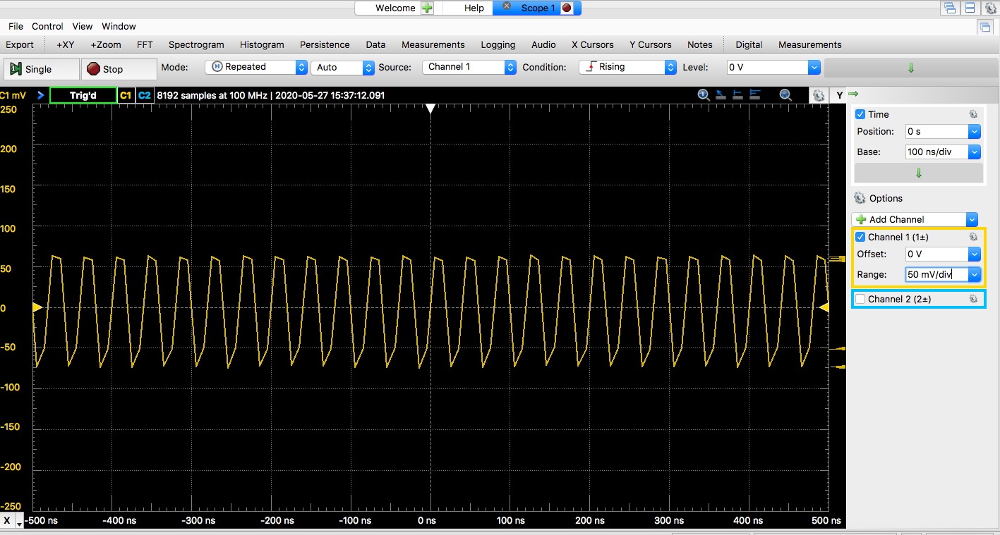 Welcome Help Scope 1
File Control View Window
Export +XY +Zoom FFT Spectrogram Histogram Persistence Data Measurements Logging Audio X Cursors Y Cursors Notes Digital Measurements
Single Stop Mode: Repeated Auto Source: Channel 1 Condition: Rising Level: 0 V
C1 mV Trig'd C1 C2 8192 samples at 100 MHz | 2020-05-27 15:37:12.091 Y
250
200
150
100
50
0
-50
-100
-150
-200
-250
X -500 ns -400 ns -300 ns -200 ns -100 ns 0 ns 100 ns 200 ns 300 ns 400 ns 500 ns
Time
Position: 0 s
Base: 100 ns/div
Options
Add Channel
Channel 1 (1±)
Offset: 0 V
Range: 50 mV/div
Channel 2 (2±)